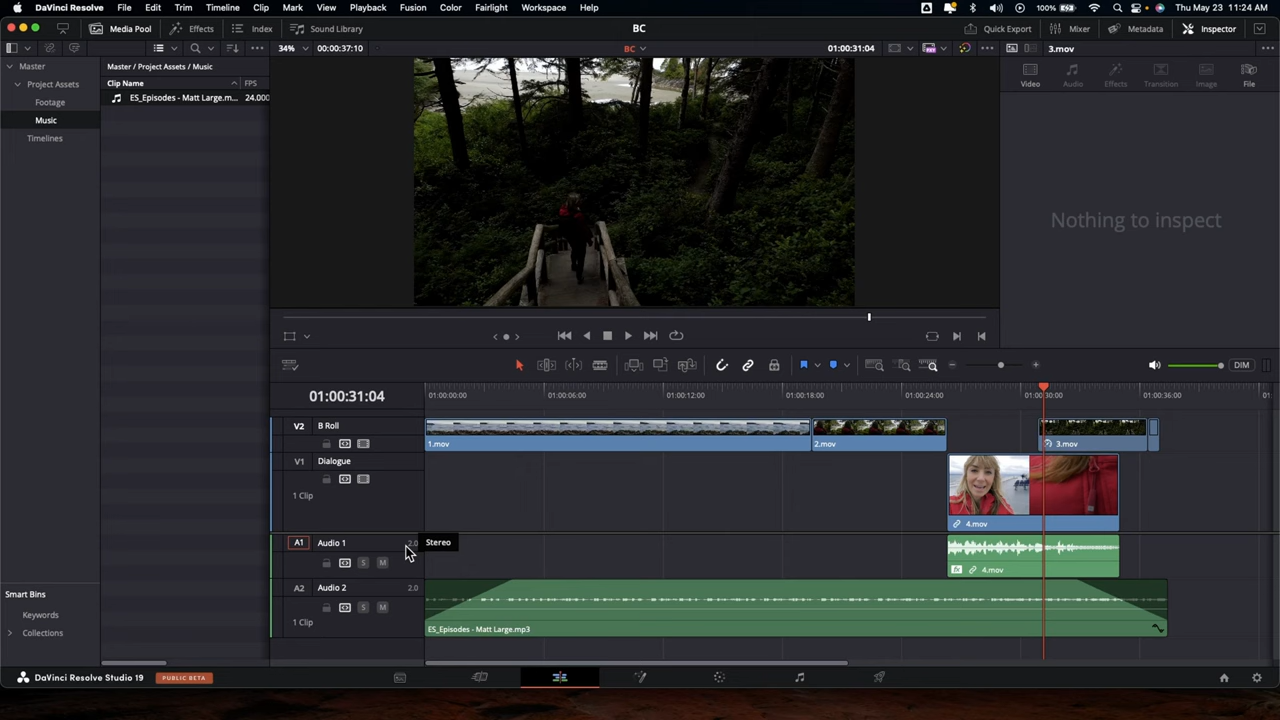 DaVinci Resolve File Edit Trim Timeline Clip Mark View Playback Fusion Color Fairlight Workspace Help 100% Thu May 23 11:24 AM
Media Pool Effects Index Sound Library BC Quick Export Mixer Metadata Inspector
34% 00:00:37:10 BC 01:00:31:04 3.mov
Master Master / Project Assets / Music
Project Assets Clip Name FPS Video Audio Effects Transition Image File
Footage ES_Episodes - Matt Large.m... 24.000
Music
Timelines
Nothing to inspect
DIM
01:00:31:04 01:00:00:00 01:00:06:00 01:00:12:00 01:00:18:00 01:00:24:00 01:00:30:00 01:00:36:00
V2 B Roll
1.mov 2.mov 3.mov
V1 Dialogue
1 Clip
4.mov
A1 Audio 1 2.0 Stereo
S M fx 4.mov
A2 Audio 2 2.0
Smart Bins S M
Keywords 1 Clip
Collections ES_Episodes - Matt Large.mp3
DaVinci Resolve Studio 19 PUBLIC BETA